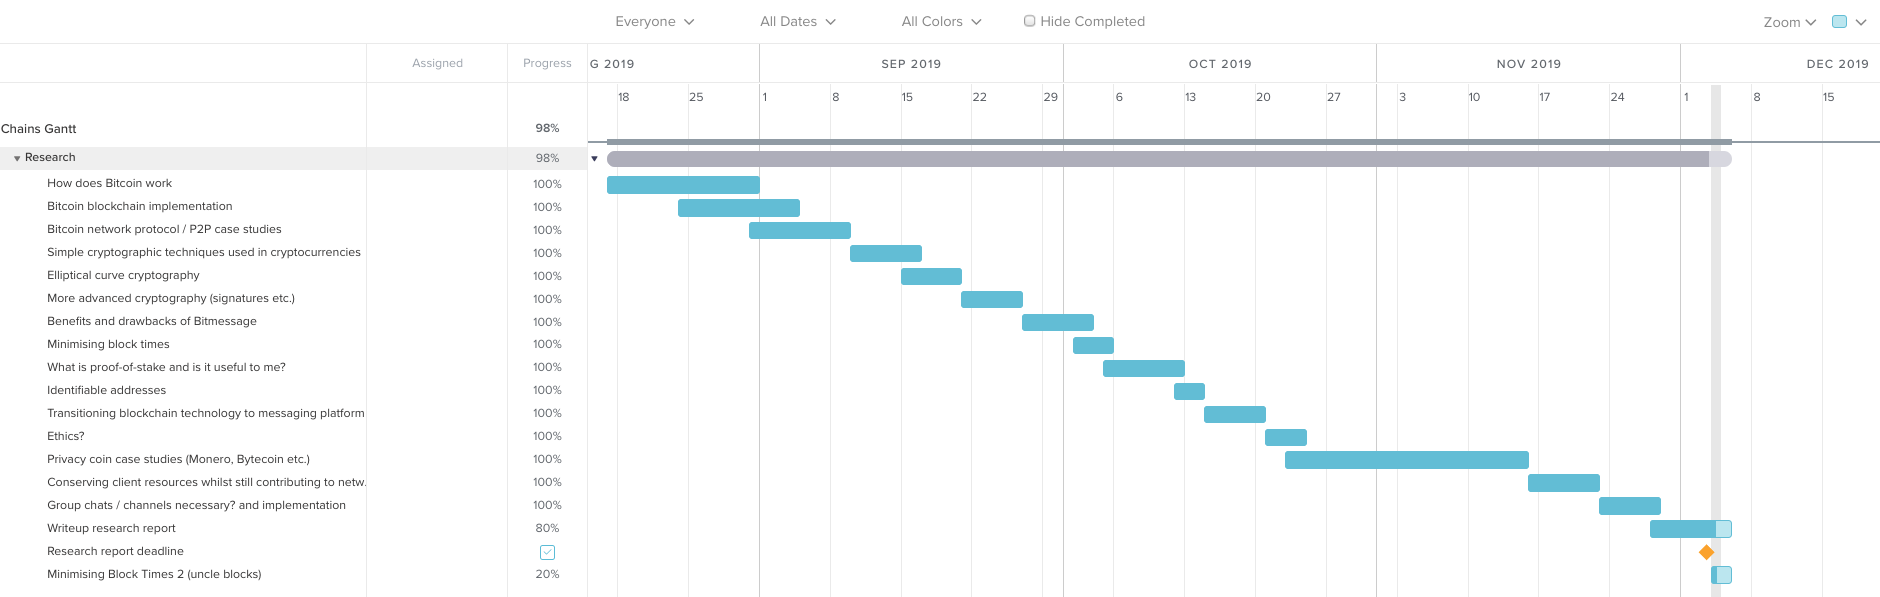 Everyone All Dates All Colors Hide Completed Zoom
Assigned Progress G 2019 SEP 2019 OCT 2019 NOV 2019 DEC 2019
18 25 1 8 15 22 29 6 13 20 27 3 10 17 24 1 8 15
Chains Gantt 98%
Research 98%
How does Bitcoin work 100%
Bitcoin blockchain implementation 100%
Bitcoin network protocol / P2P case studies 100%
Simple cryptographic techniques used in cryptocurrencies 100%
Elliptical curve cryptography 100%
More advanced cryptography (signatures etc.) 100%
Benefits and drawbacks of Bitmessage 100%
Minimising block times 100%
What is proof-of-stake and is it useful to me? 100%
Identifiable addresses 100%
Transitioning blockchain technology to messaging platform 100%
Ethics? 100%
Privacy coin case studies (Monero, Bytecoin etc.) 100%
Conserving client resources whilst still contributing to netw. 100%
Group chats / channels necessary? and implementation 100%
Writeup research report 80%
Research report deadline
Minimising Block Times 2 (uncle blocks) 20%